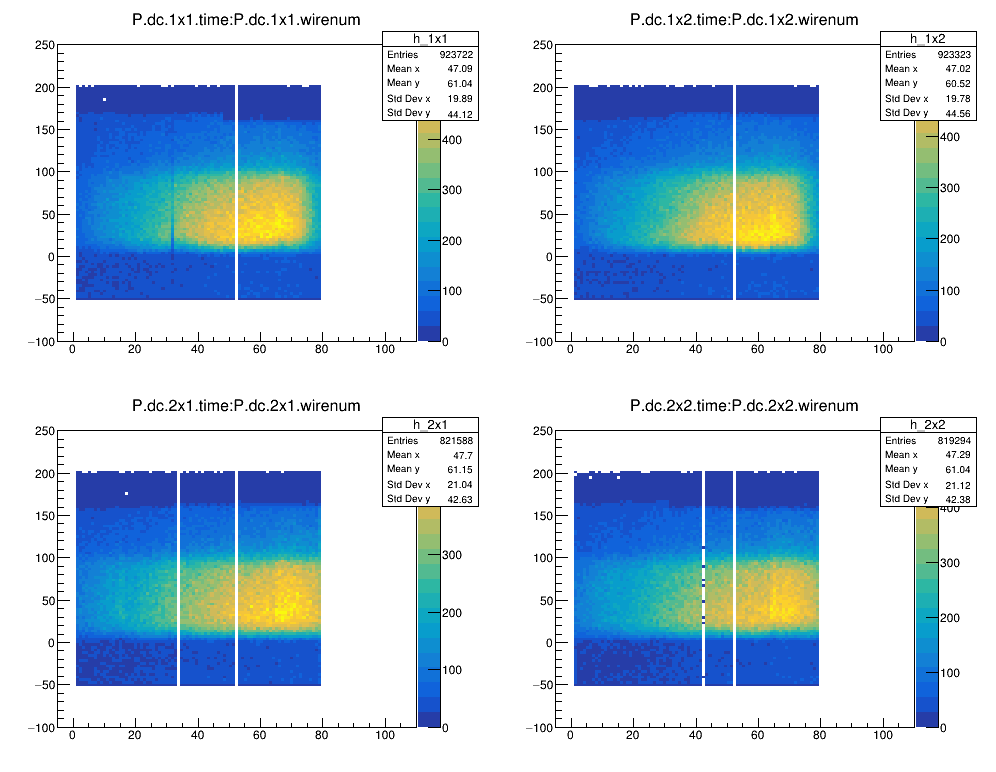 P.dc.1x1.time:P.dc.1x1.wirenum
h_1x1
Entries 923722
Mean x 47.09
Mean y 61.04
Std Dev x 19.89
Std Dev y 44.12
250
200
150
100
50
0
−50
−100
0 20 40 60 80 100
400
300
200
100
0
P.dc.1x2.time:P.dc.1x2.wirenum
h_1x2
Entries 923323
Mean x 47.02
Mean y 60.52
Std Dev x 19.78
Std Dev y 44.56
250
200
150
100
50
0
−50
−100
0 20 40 60 80 100
400
300
200
100
0
P.dc.2x1.time:P.dc.2x1.wirenum
h_2x1
Entries 821588
Mean x 47.7
Mean y 61.15
Std Dev x 21.04
Std Dev y 42.63
250
200
150
100
50
0
−50
−100
0 20 40 60 80 100
300
200
100
0
P.dc.2x2.time:P.dc.2x2.wirenum
h_2x2
Entries 819294
Mean x 47.29
Mean y 61.04
Std Dev x 21.12
Std Dev y 42.38
250
200
150
100
50
0
−50
−100
0 20 40 60 80 100
400
300
200
100
0